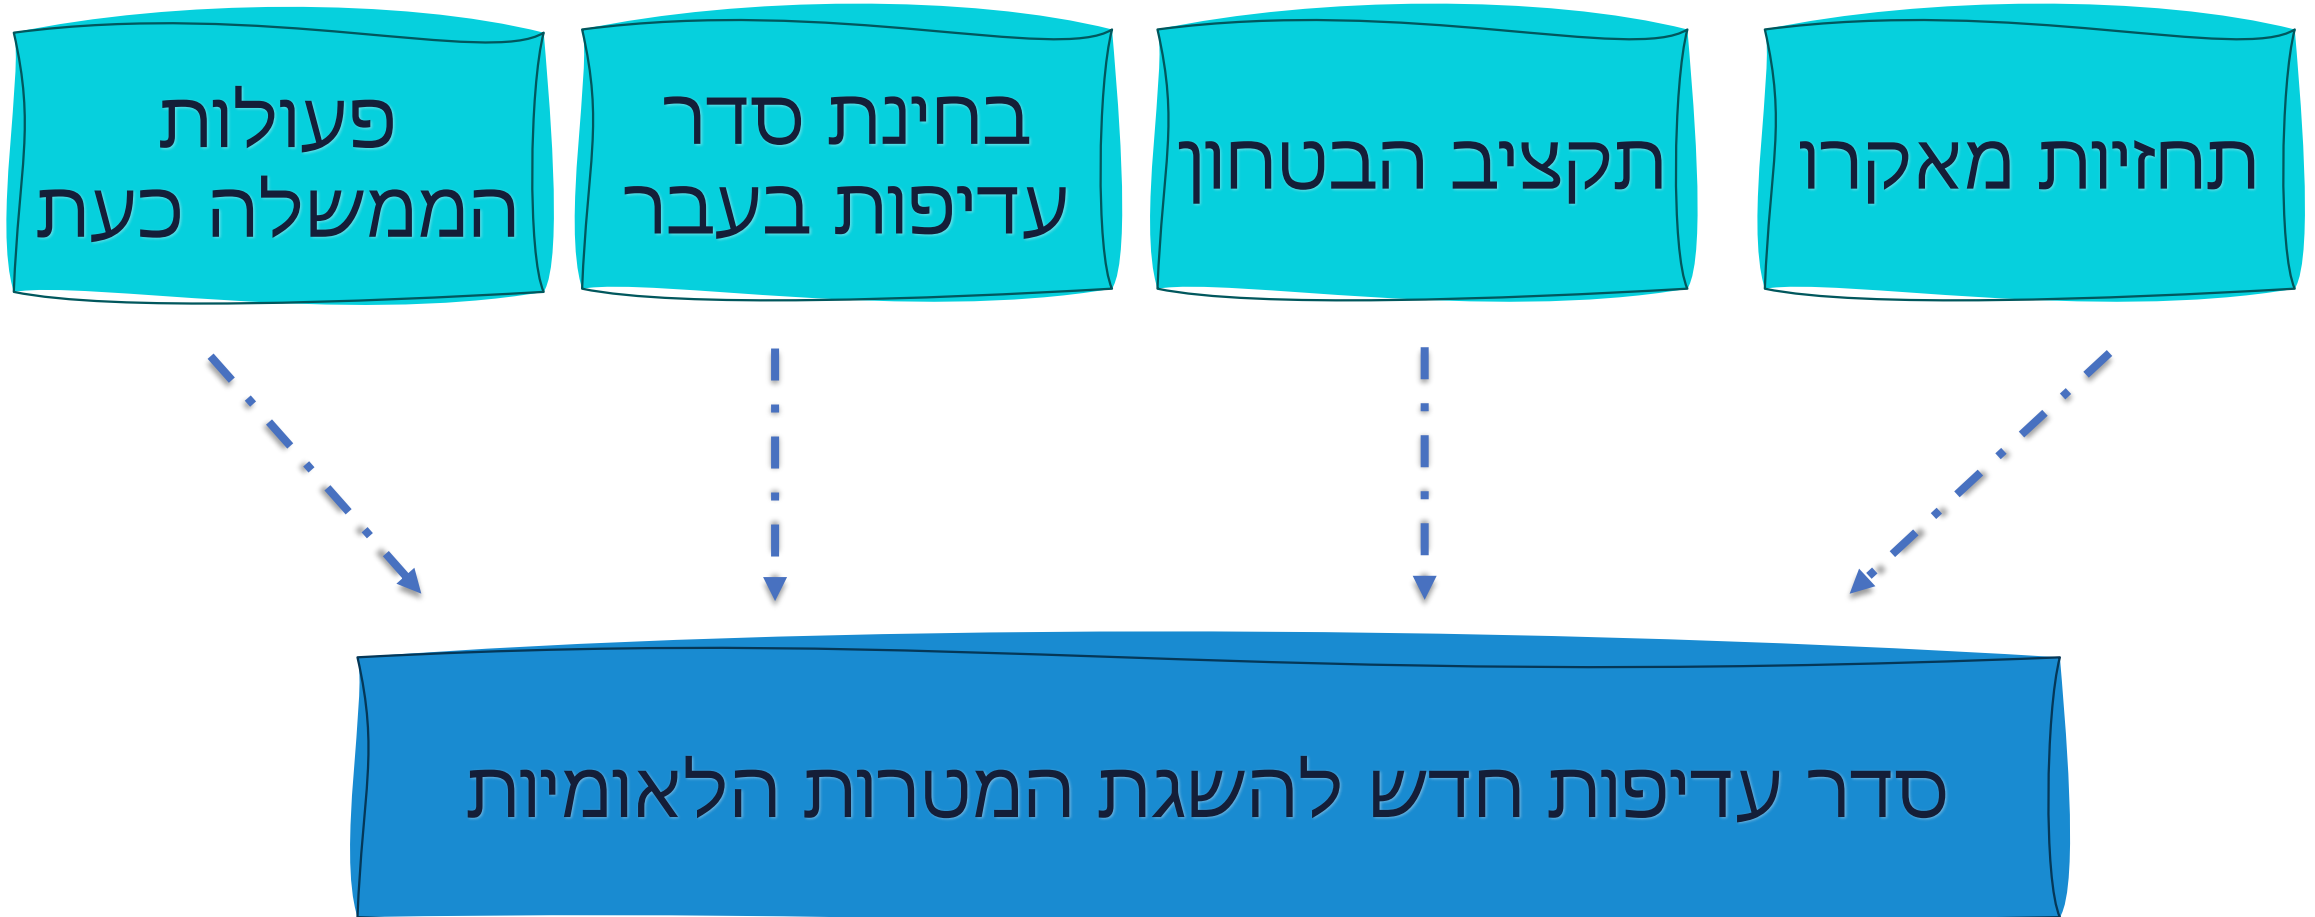 תחזיות מאקרו
תקציב הבטחון
בחינת סדר
עדיפות בעבר
פעולות
הממשלה כעת
סדר עדיפות חדש להשגת המטרות הלאומיות